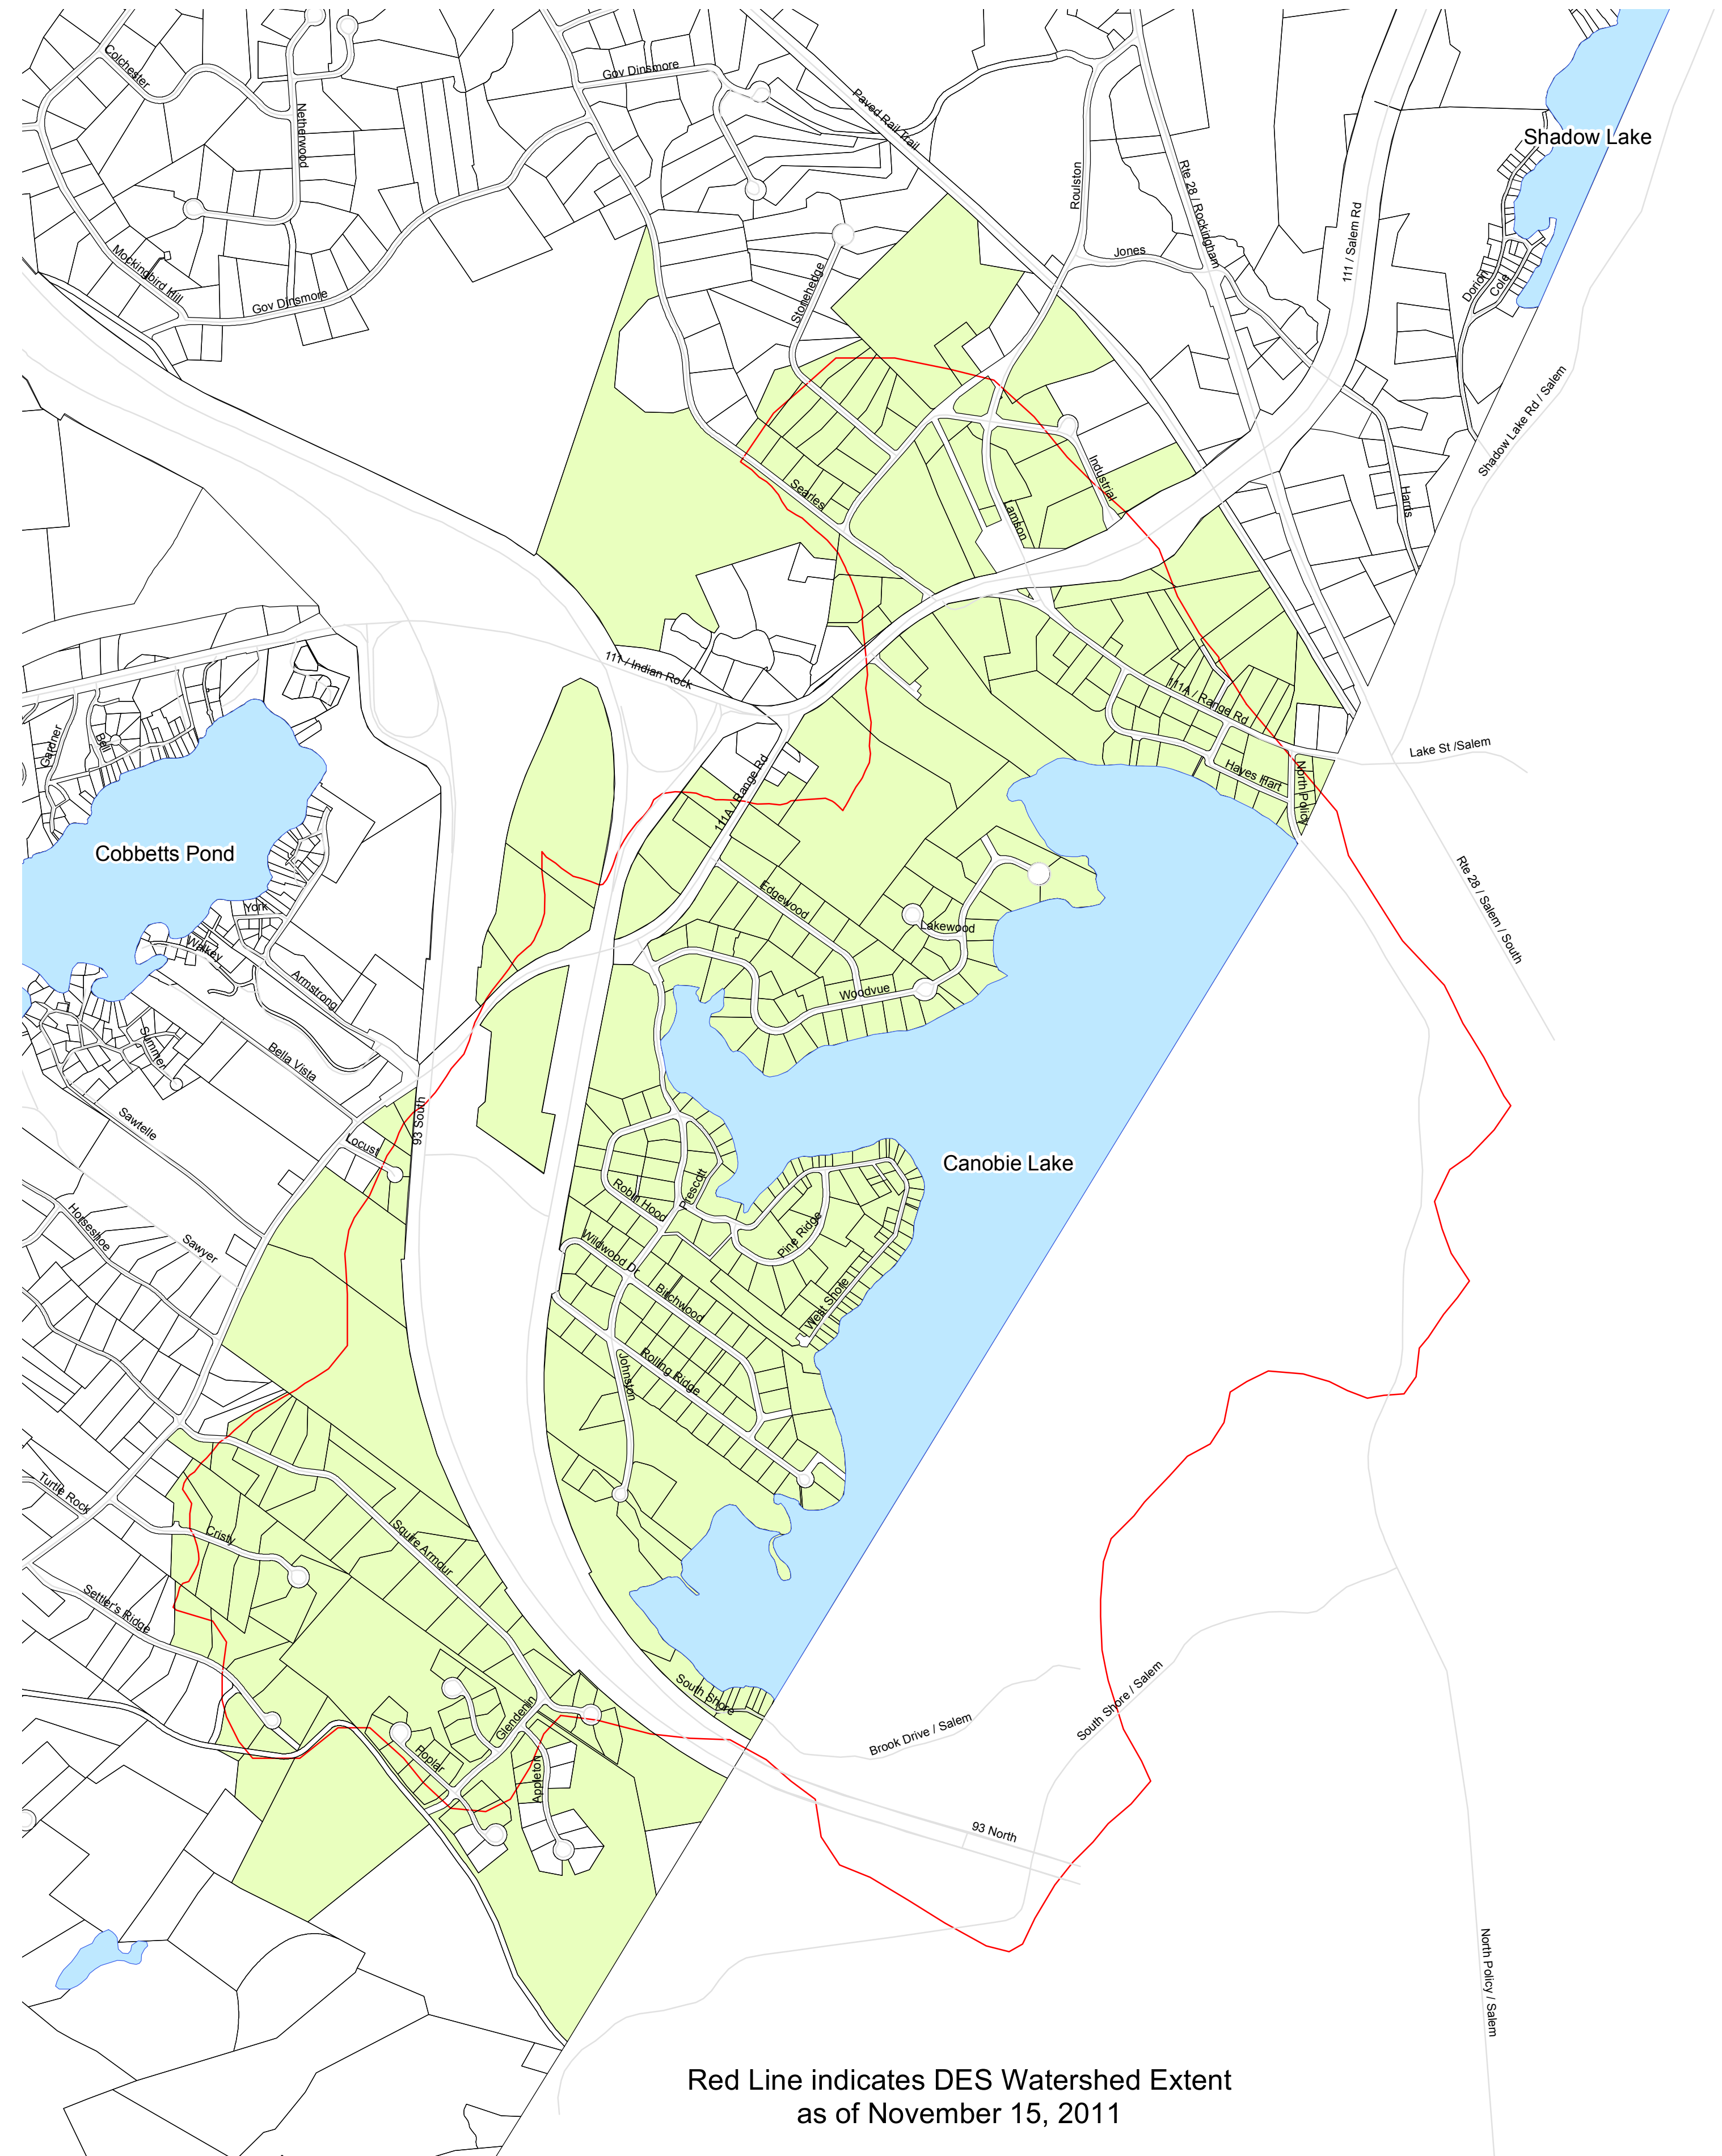 Colchester
Netherwood
Gov Dinsmore
Paved Rail Trail
Roulston
Rte 28 / Rockingham
111 / Salem Rd
Shadow Lake
Mockingbird Hill
Gov Dinsmore
Stonehedge
Jones
Dorion
Cole
Shadow Lake Rd / Salem
Searles
Lamson
Industrial
Harris
111 / Indian Rock
111A / Range Rd
Gardner
Bell
111A / Range Rd
Hayes Hart
North Policy
Lake St /Salem
Cobbetts Pond
Rte 28 / Salem / South
Edgewood
Lakewood
York
Walkey
Armstrong
Woodvue
Summer
Bella Vista
Sawtelle
93 South
Locust
Canobie Lake
Robin Hood
Prescott
Horseshoe
Sawyer
Wildwood Dr
Pine Ridge
Birchwood
West Shore
Rolling Ridge
Johnston
Turtle Rock
Cristy
Squire Armour
Settler's Ridge
South Shore
Glendenin
Poplar
Appleton
Brook Drive / Salem
South Shore / Salem
93 North
North Policy / Salem
Red Line indicates DES Watershed Extent
as of November 15, 2011